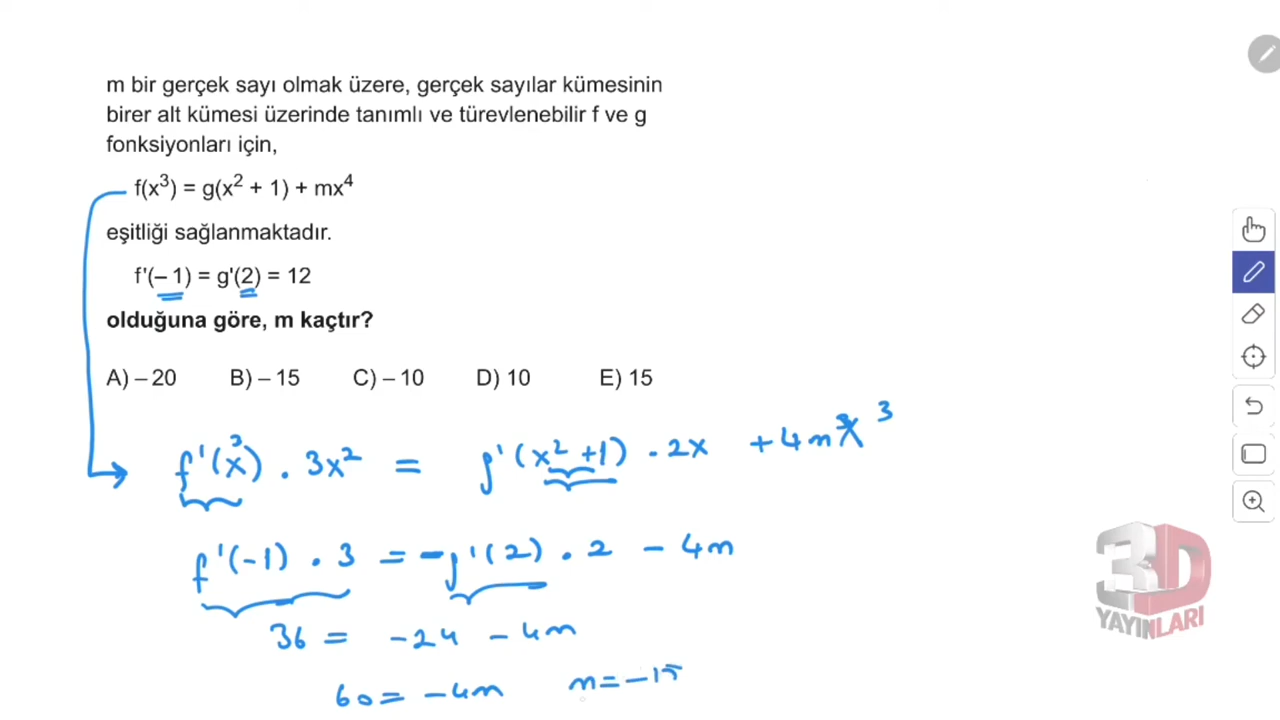 m bir gerçek sayı olmak üzere, gerçek sayılar kümesinin
birer alt kümesi üzerinde tanımlı ve türevlenebilir f ve g
fonksiyonları için,
f(x³) = g(x² + 1) + mx⁴
eşitliği sağlanmaktadır.
f'(– 1) = g'(2) = 12
olduğuna göre, m kaçtır?
A) – 20 B) – 15 C) – 10 D) 10 E) 15
f'(x³) . 3x² = g'(x² + 1) . 2x + 4mx³
f'(-1) . 3 = -g'(2) . 2 - 4m
36 = -24 - 4m
60 = -4m m = -15
3D
YAYINLARI